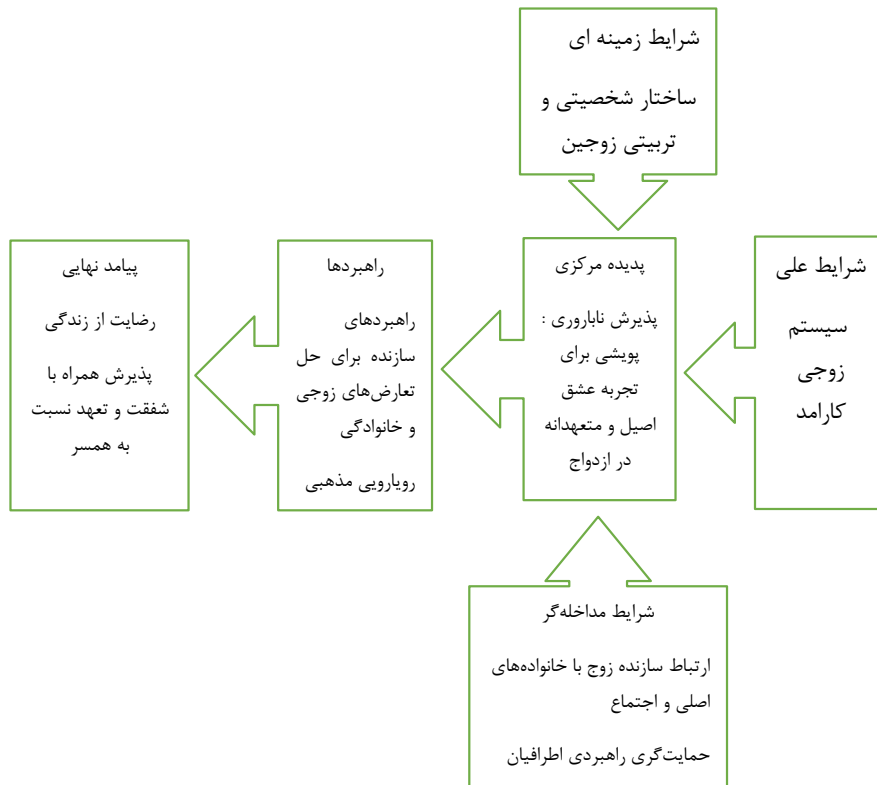 شرایط زمینه ای
ساختار شخصیتی و
تربیتی زوجین
شرایط علی
سیستم
زوجی
کارامد
پدیده مرکزی
پذیرش ناباروری :
پویشی برای
تجربه عشق
اصیل و متعهدانه
در ازدواج
راهبردها
راهبردهای
سازنده برای حل
تعارض‌های زوجی
و خانوادگی
رویارویی مذهبی
پیامد نهایی
رضایت از زندگی
پذیرش همراه با
شفقت و تعهد نسبت
به همسر
شرایط مداخله‌گر
ارتباط سازنده زوج با خانواده‌های
اصلی و اجتماع
حمایت‌گری راهبردی اطرافیان